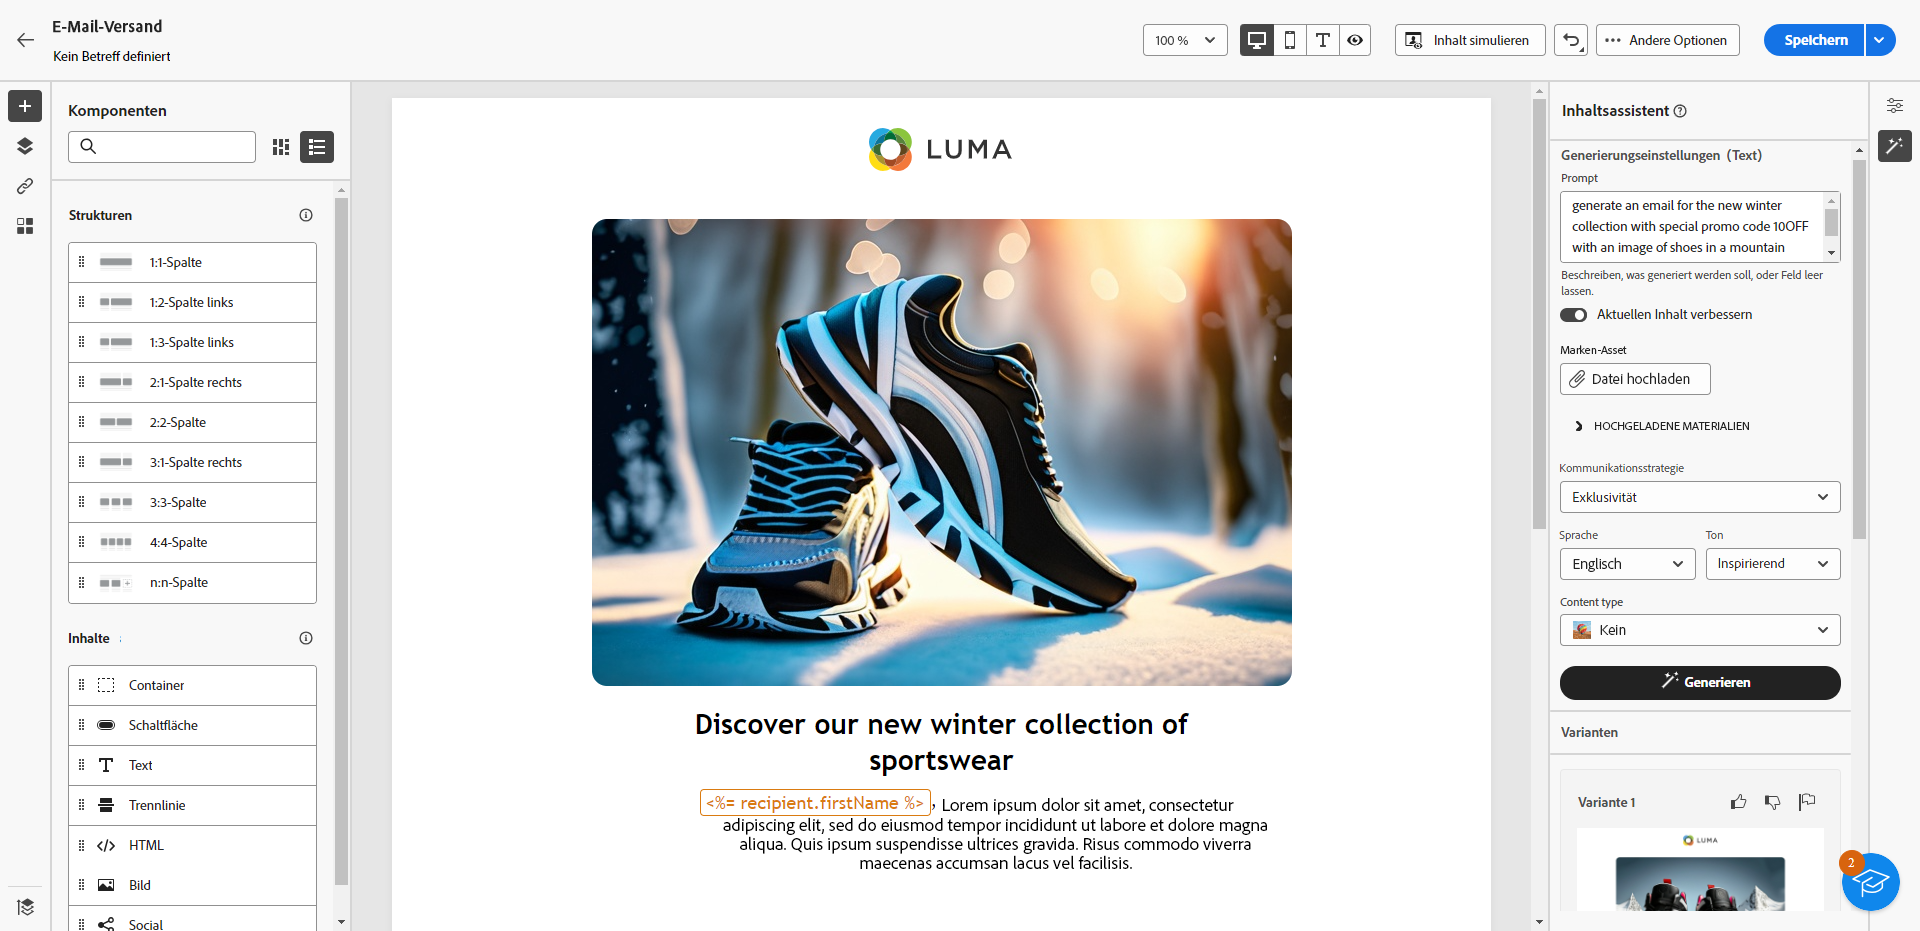 E-Mail-Versand
Kein Betreff definiert
100 %
Inhalt simulieren
Andere Optionen
Speichern
Komponenten
Strukturen
1:1-Spalte
1:2-Spalte links
1:3-Spalte links
2:1-Spalte rechts
2:2-Spalte
3:1-Spalte rechts
3:3-Spalte
4:4-Spalte
n:n-Spalte
Inhalte
Container
Schaltfläche
Text
Trennlinie
HTML
Bild
Social
LUMA
Discover our new winter collection of
sportswear
<%= recipient.firstName %> , Lorem ipsum dolor sit amet, consectetur
adipiscing elit, sed do eiusmod tempor incididunt ut labore et dolore magna
aliqua. Quis ipsum suspendisse ultrices gravida. Risus commodo viverra
maecenas accumsan lacus vel facilisis.
Inhaltsassistent
Generierungseinstellungen (Text)
Prompt
generate an email for the new winter
collection with special promo code 10OFF
with an image of shoes in a mountain
Beschreiben, was generiert werden soll, oder Feld leer
lassen.
Aktuellen Inhalt verbessern
Marken-Asset
Datei hochladen
HOCHGELADENE MATERIALIEN
Kommunikationsstrategie
Exklusivität
Sprache Ton
Englisch Inspirierend
Content type
Kein
Generieren
Varianten
Variante 1
LUMA
2